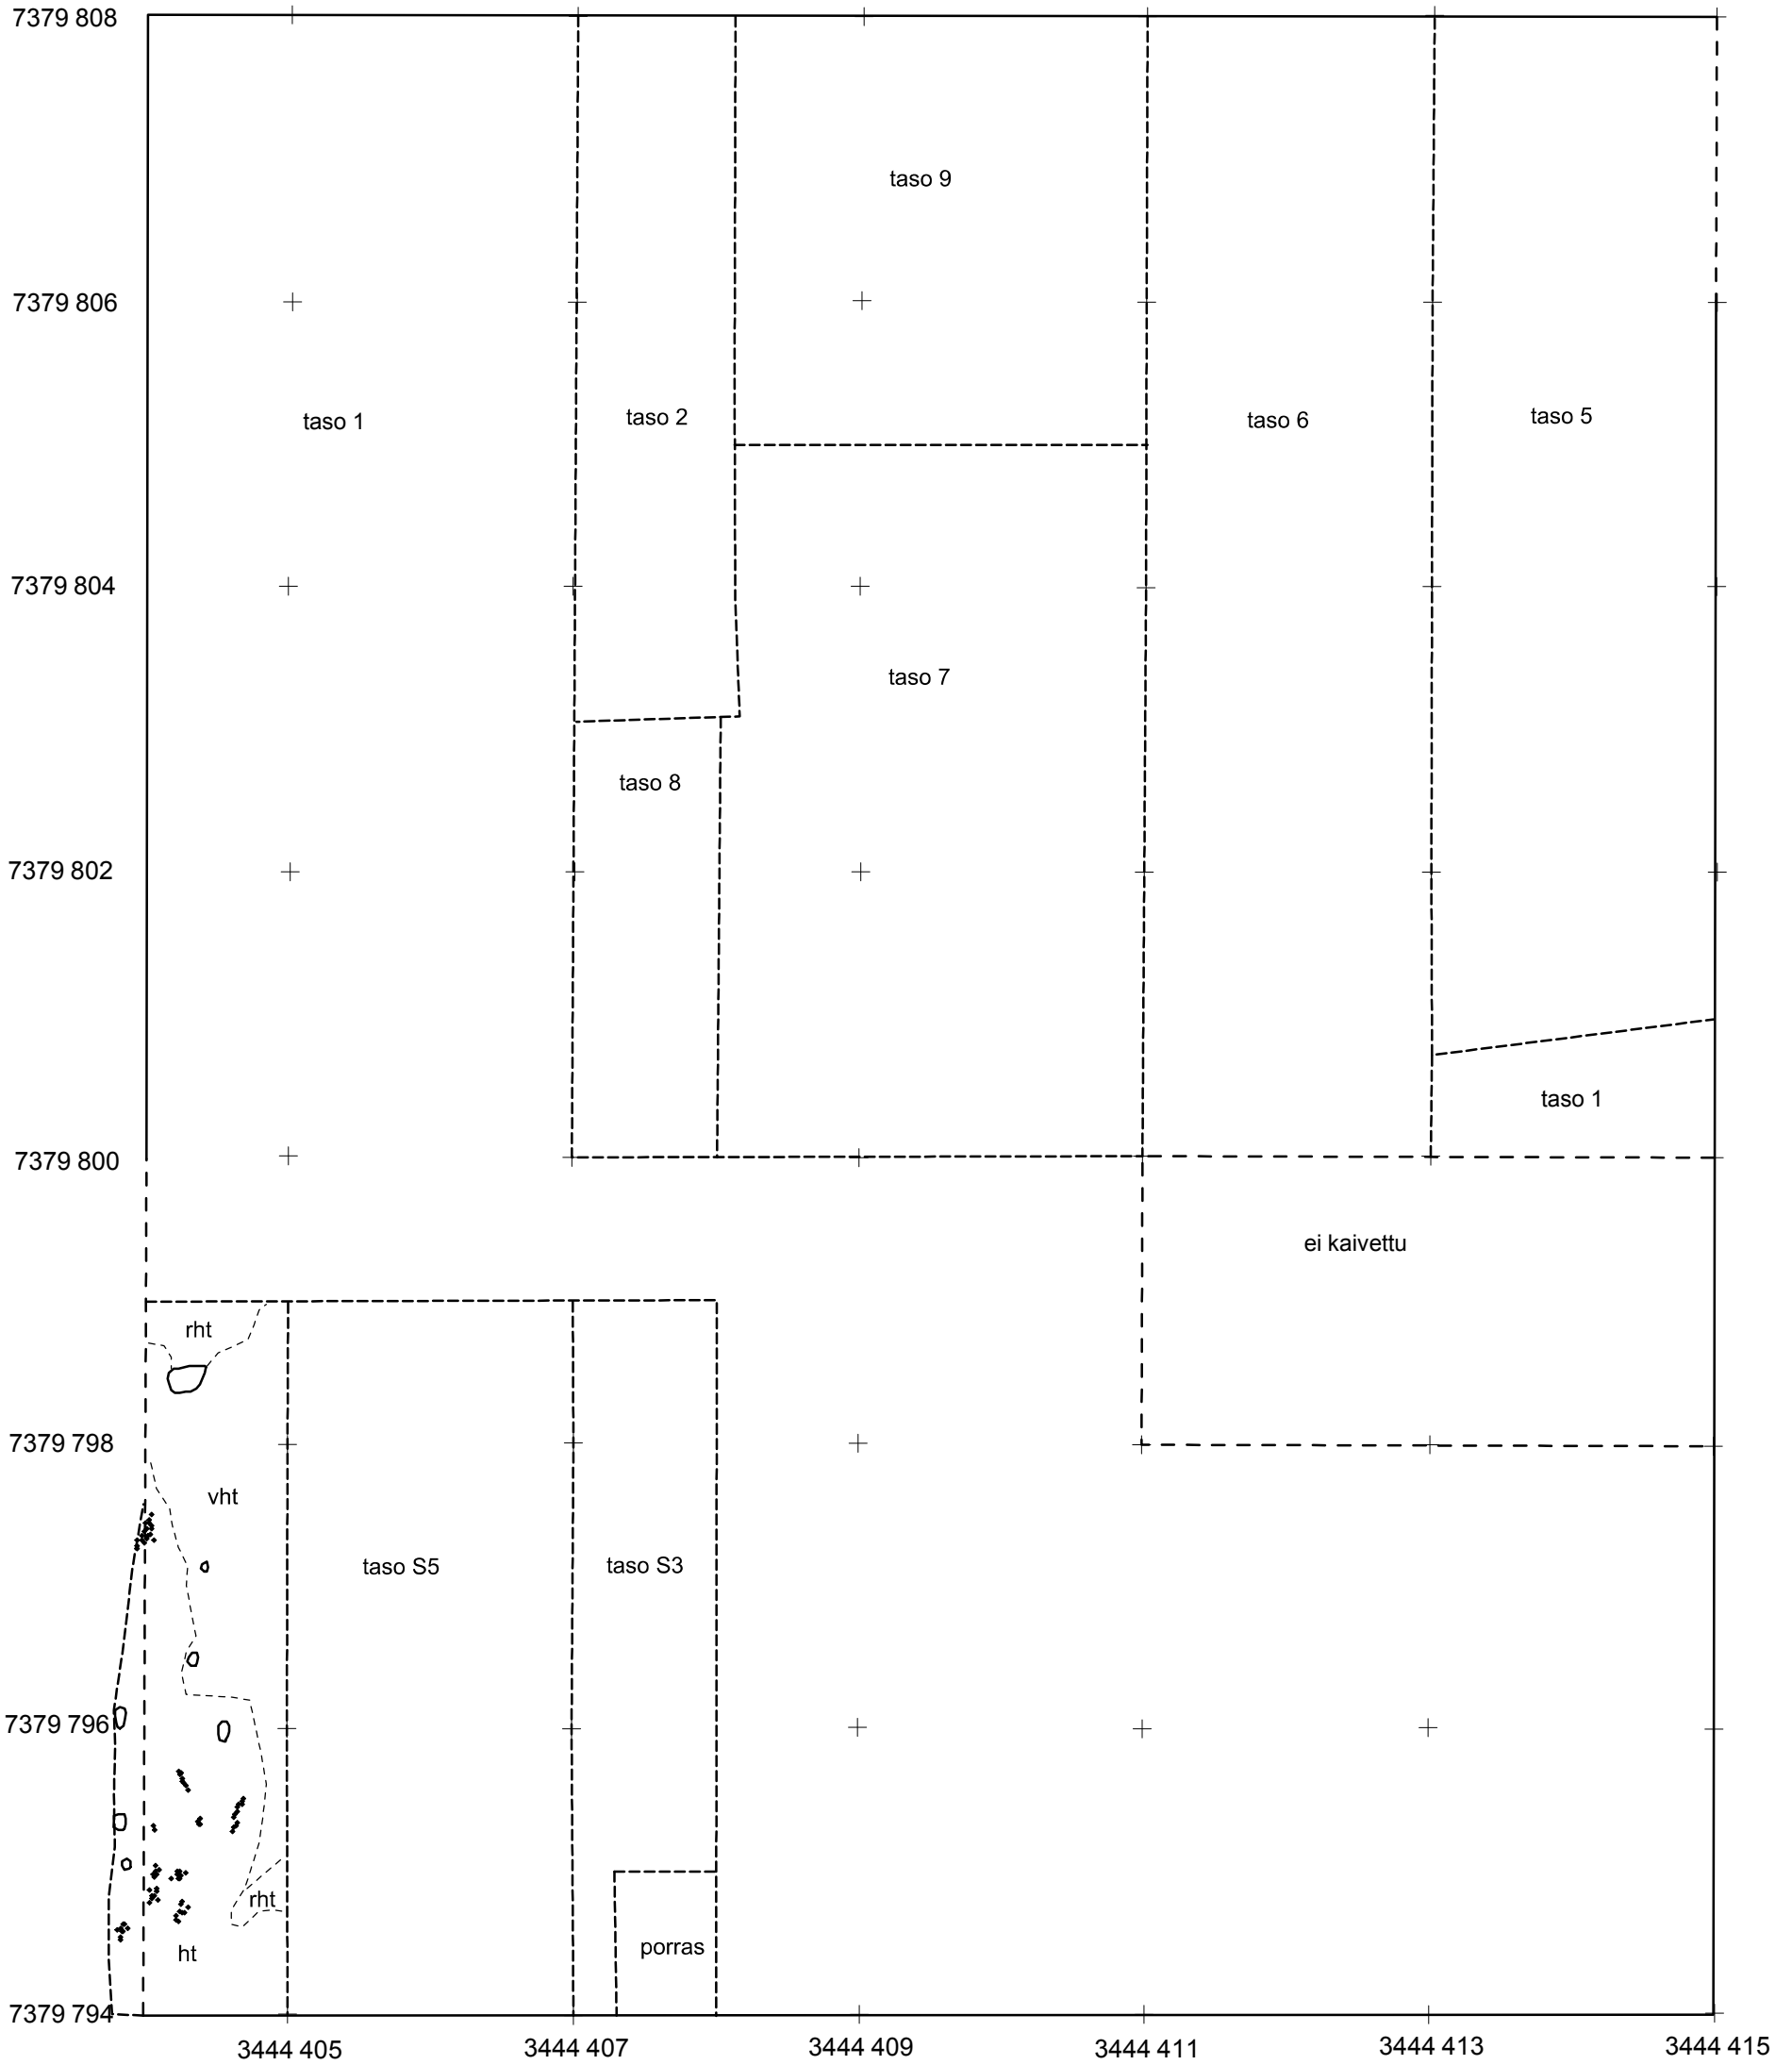 7379 808
taso 9
7379 806
taso 1
taso 2
taso 6
taso 5
7379 804
taso 7
taso 8
7379 802
taso 1
7379 800
ei kaivettu
rht
7379 798
vht
taso S5
taso S3
7379 796
rht
porras
ht
7379 794
3444 405
3444 407
3444 409
3444 411
3444 413
3444 415